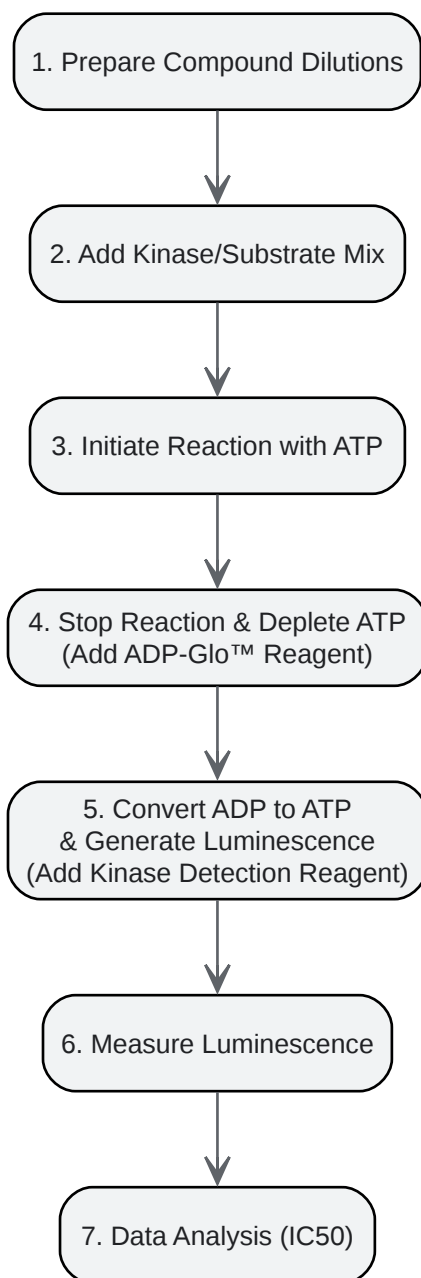 1. Prepare Compound Dilutions
2. Add Kinase/Substrate Mix
3. Initiate Reaction with ATP
4. Stop Reaction & Deplete ATP
(Add ADP-Glo™ Reagent)
5. Convert ADP to ATP
& Generate Luminescence
(Add Kinase Detection Reagent)
6. Measure Luminescence
7. Data Analysis (IC50)